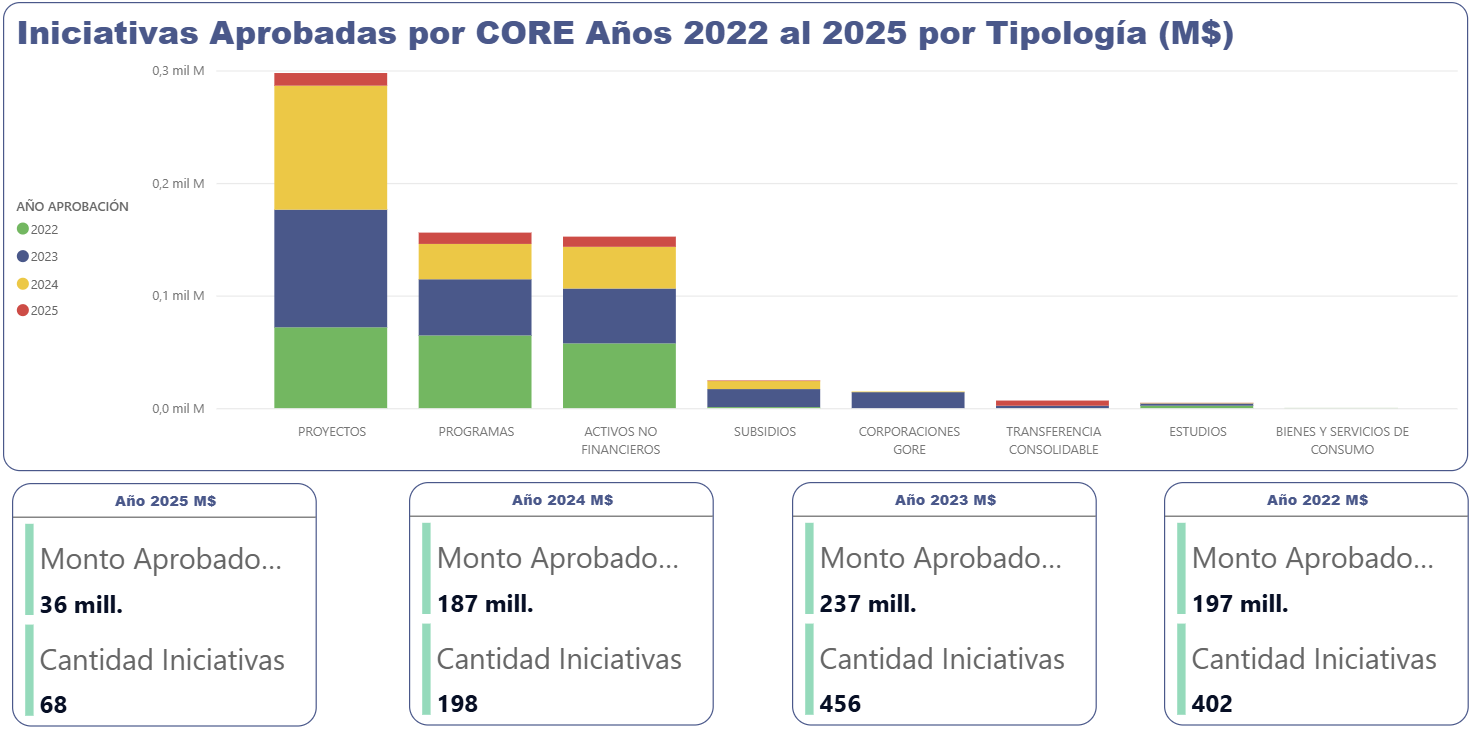 Iniciativas Aprobadas por CORE Años 2022 al 2025 por Tipología (M$)
0,3 mil M
0,2 mil M
0,1 mil M
0,0 mil M
AÑO APROBACIÓN
2022
2023
2024
2025
PROYECTOS
PROGRAMAS
ACTIVOS NO
FINANCIEROS
SUBSIDIOS
CORPORACIONES
GORE
TRANSFERENCIA
CONSOLIDABLE
ESTUDIOS
BIENES Y SERVICIOS DE
CONSUMO
Año 2025 M$
Monto Aprobado...
36 mill.
Cantidad Iniciativas
68
Año 2024 M$
Monto Aprobado...
187 mill.
Cantidad Iniciativas
198
Año 2023 M$
Monto Aprobado...
237 mill.
Cantidad Iniciativas
456
Año 2022 M$
Monto Aprobado...
197 mill.
Cantidad Iniciativas
402